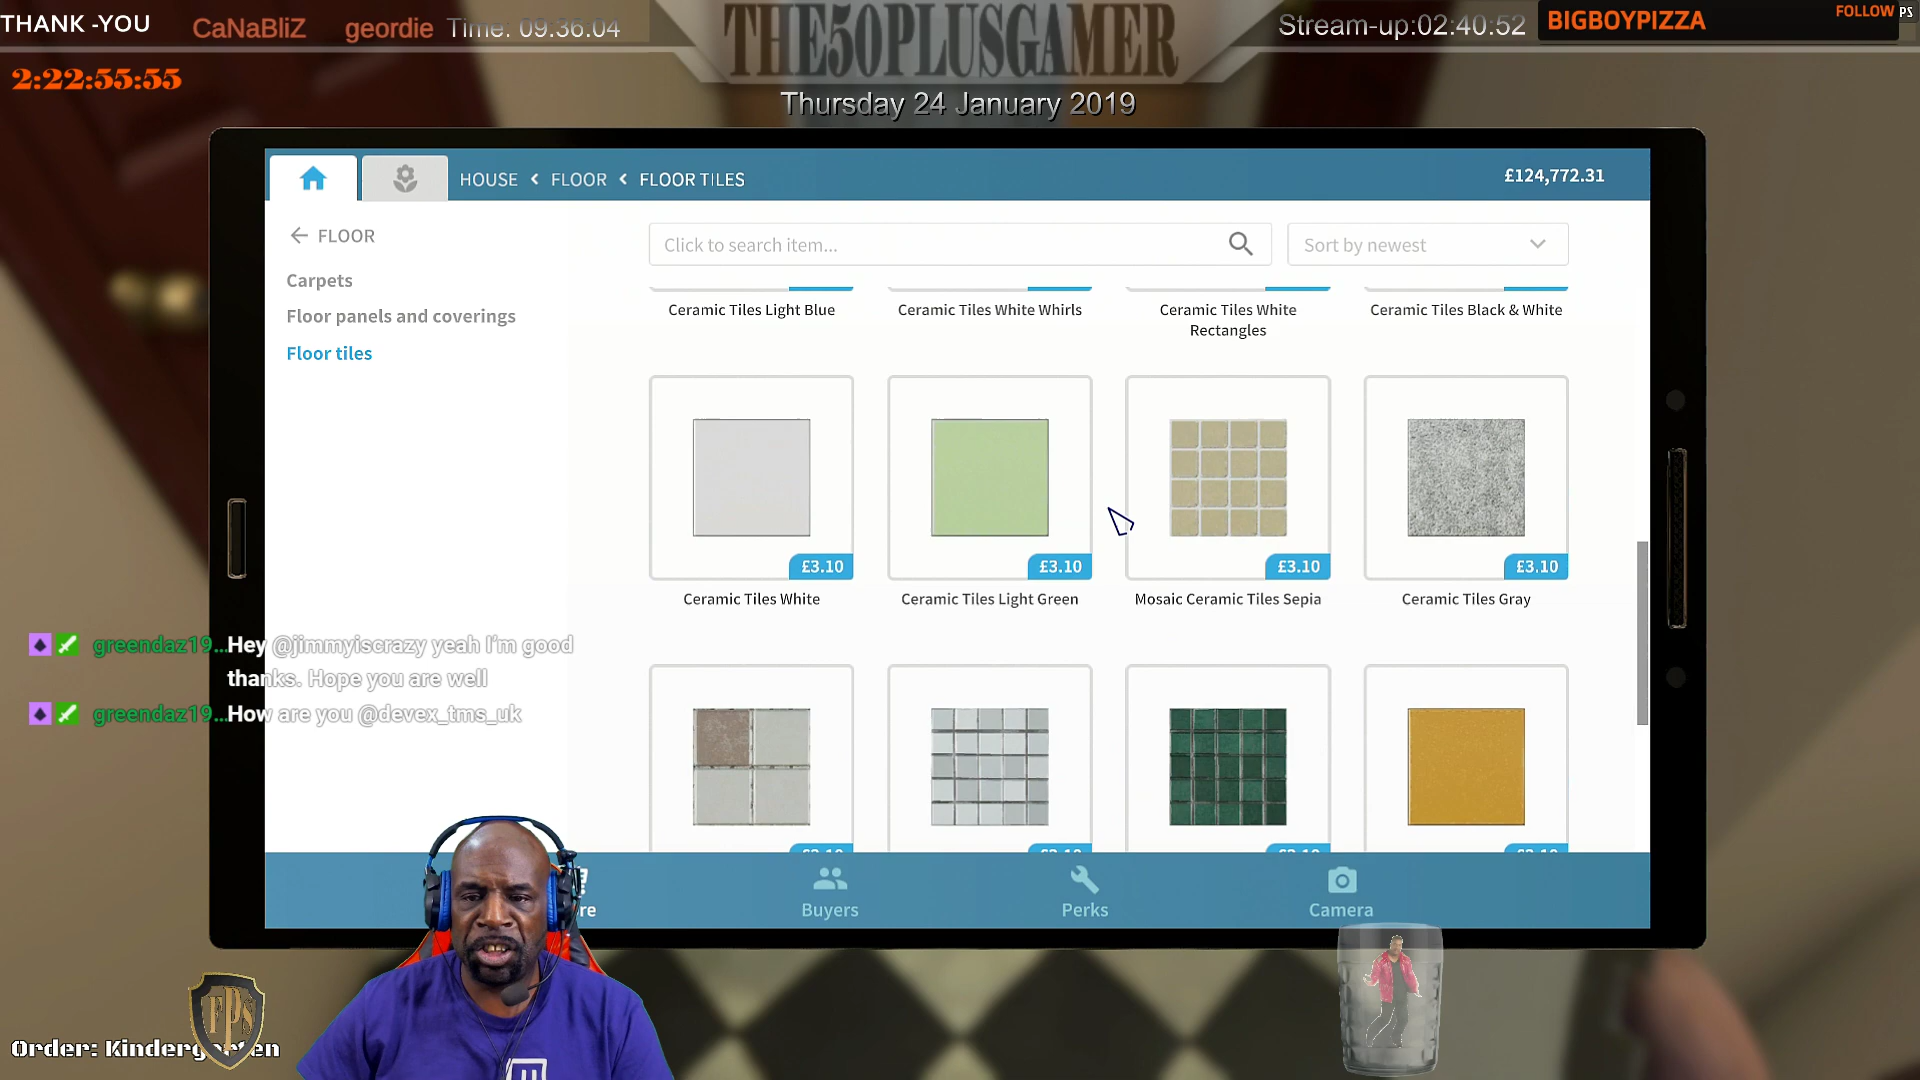 THANK -YOU CaNaBliZ geordie Time: 09:36:04
THE50PLUSGAMER
Stream-up:02:40:52 BIGBOYPIZZA FOLLOW PS
2:22:55:55
Thursday 24 January 2019
HOUSE < FLOOR < FLOOR TILES
£124,772.31
FLOOR
Carpets
Floor panels and coverings
Floor tiles
Click to search item...
Sort by newest
Ceramic Tiles Light Blue
Ceramic Tiles White Whirls
Ceramic Tiles White
Rectangles
Ceramic Tiles Black & White
£3.10
£3.10
£3.10
£3.10
Ceramic Tiles White
Ceramic Tiles Light Green
Mosaic Ceramic Tiles Sepia
Ceramic Tiles Gray
greendaz19...Hey @jimmyiscrazy yeah I'm good
thanks. Hope you are well
greendaz19...How are you @devex_tms_uk
Buyers
Perks
Camera
FPS
Order: Kindergarten